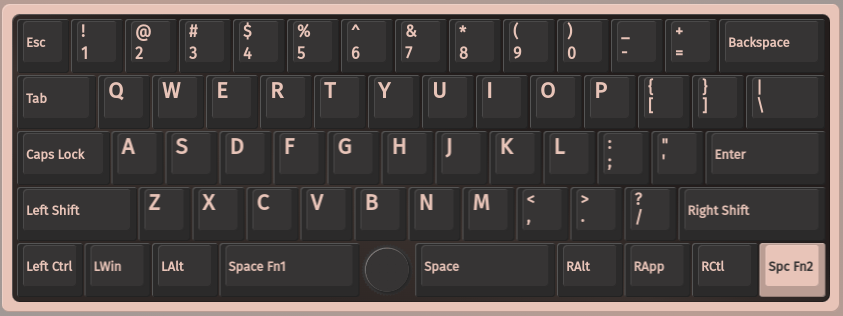 Esc ! @ # $ % ^ & * ( ) _ + Backspace
1 2 3 4 5 6 7 8 9 0 - =
Tab Q W E R T Y U I O P { } |
[ ] \
Caps Lock A S D F G H J K L : " Enter
; '
Left Shift Z X C V B N M < > ? Right Shift
, . /
Left Ctrl LWin LAlt Space Fn1 Space RAlt RApp RCtl Spc Fn2